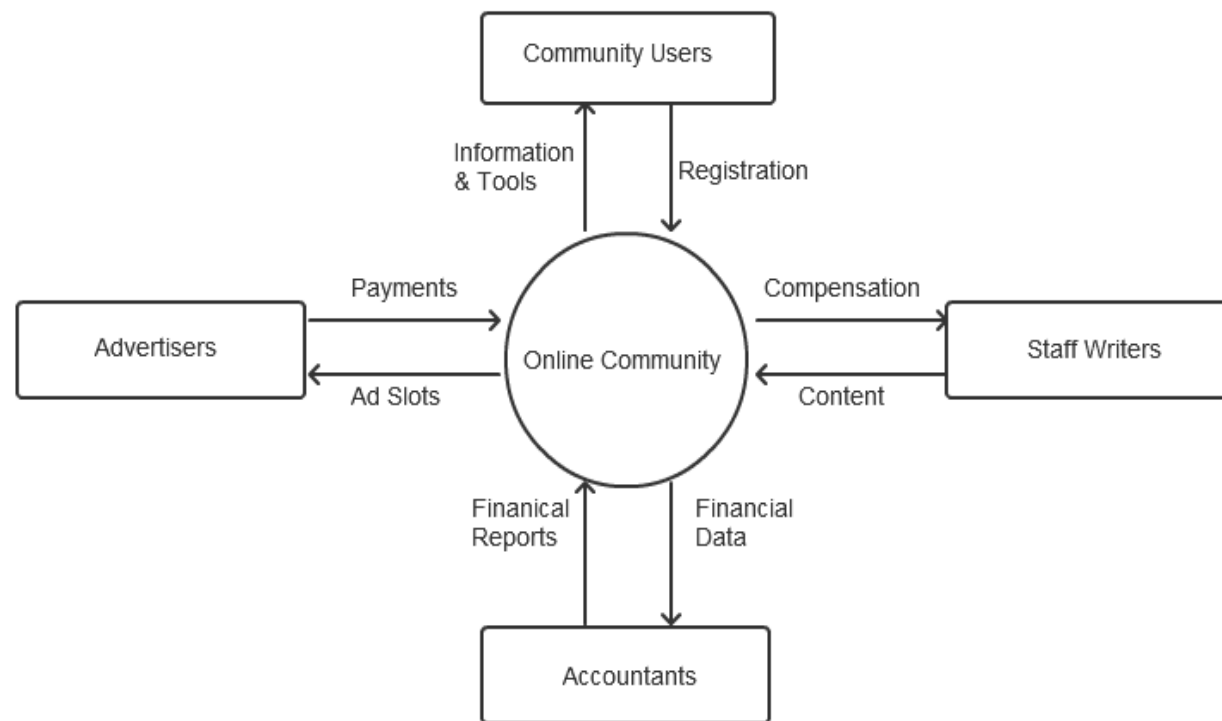 Community Users
Information
& Tools
Registration
Payments
Compensation
Advertisers
Online Community
Staff Writers
Ad Slots
Content
Finanical
Reports
Financial
Data
Accountants